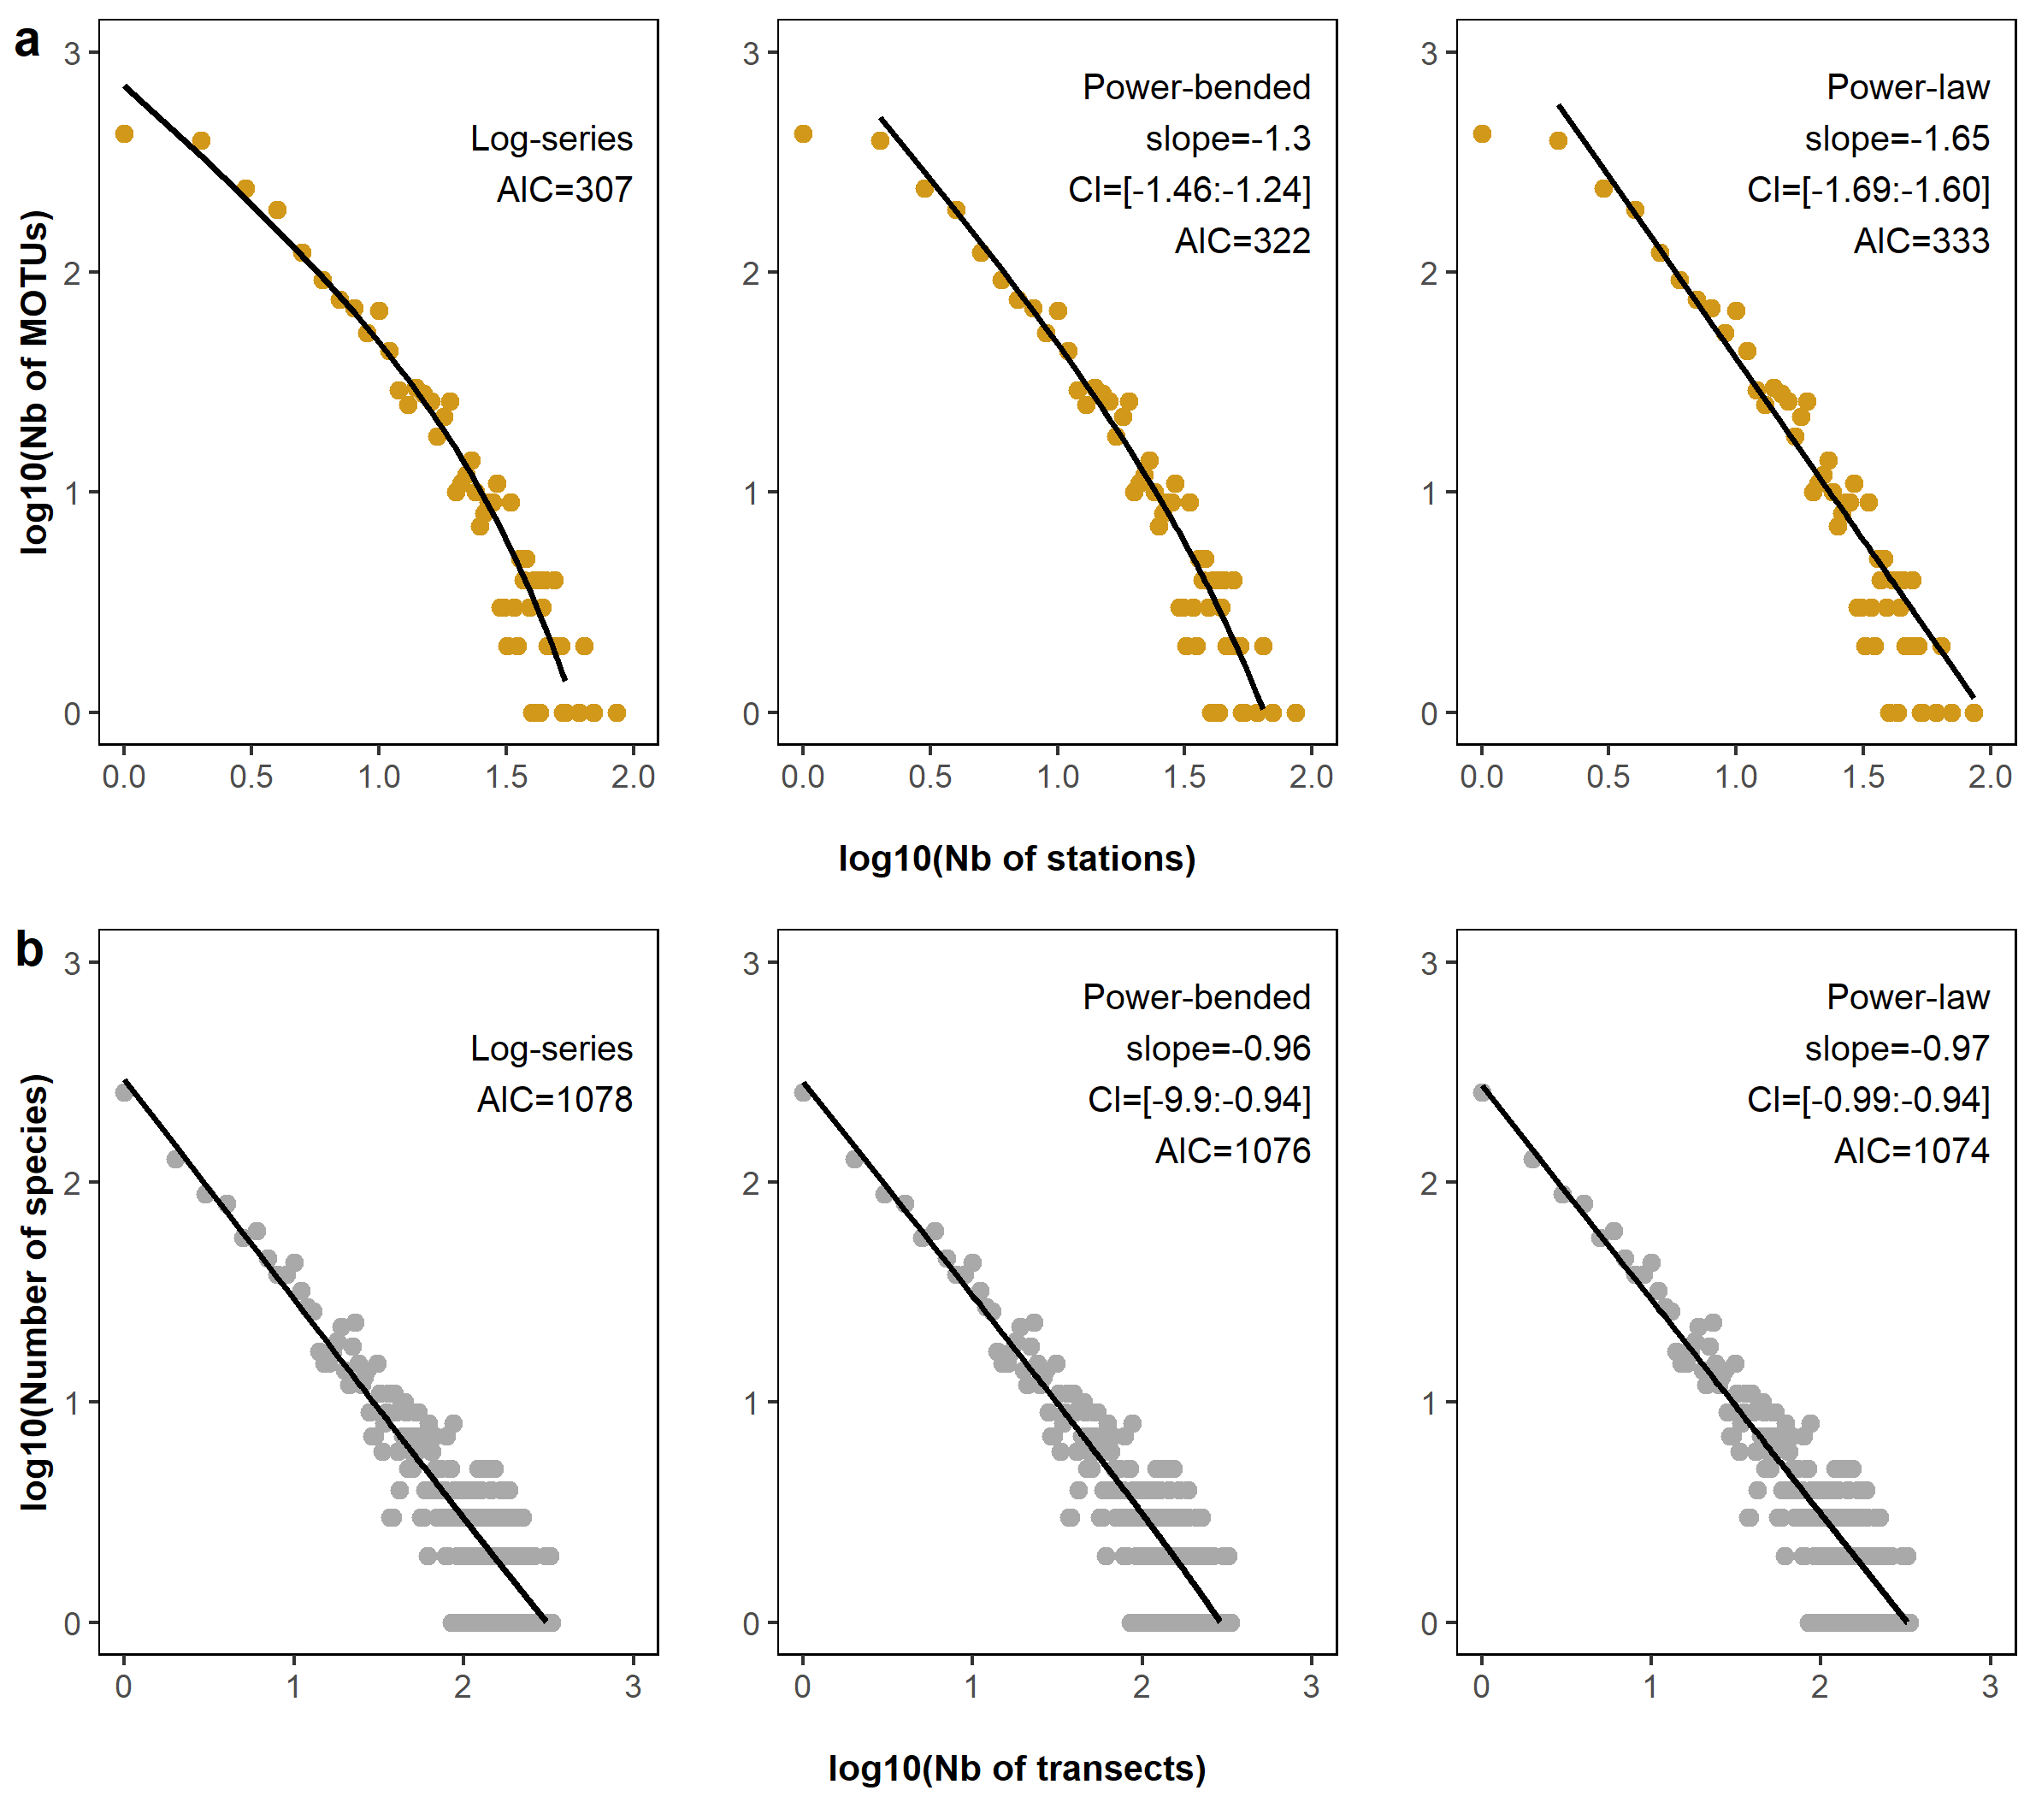 a
log10(Nb of MOTUs)
3
2
1
0
Log-series
AIC=307
0.0 0.5 1.0 1.5 2.0
3
2
1
0
Power-bended
slope=-1.3
CI=[-1.46:-1.24]
AIC=322
0.0 0.5 1.0 1.5 2.0
3
2
1
0
Power-law
slope=-1.65
CI=[-1.69:-1.60]
AIC=333
0.0 0.5 1.0 1.5 2.0
log10(Nb of stations)
b
log10(Number of species)
3
2
1
0
Log-series
AIC=1078
0 1 2 3
3
2
1
0
Power-bended
slope=-0.96
CI=[-9.9:-0.94]
AIC=1076
0 1 2 3
3
2
1
0
Power-law
slope=-0.97
CI=[-0.99:-0.94]
AIC=1074
0 1 2 3
log10(Nb of transects)